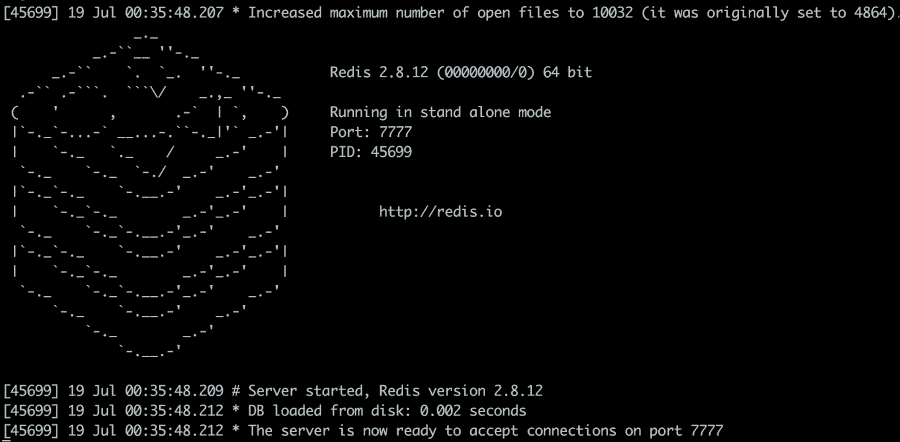 [45699] 19 Jul 00:35:48.207 * Increased maximum number of open files to 10032 (it was originally set to 4864).
Redis 2.8.12 (00000000/0) 64 bit
Running in stand alone mode
Port: 7777
PID: 45699
http://redis.io
[45699] 19 Jul 00:35:48.209 # Server started, Redis version 2.8.12
[45699] 19 Jul 00:35:48.212 * DB loaded from disk: 0.002 seconds
[45699] 19 Jul 00:35:48.212 * The server is now ready to accept connections on port 7777